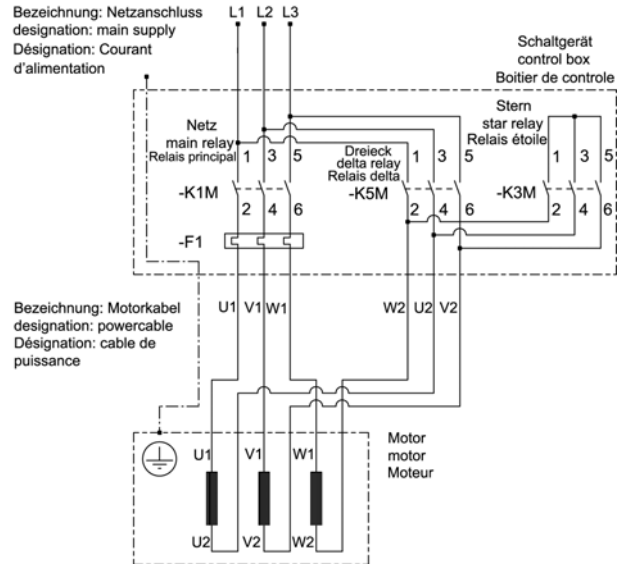 Bezeichnung: Netzanschluss
designation: main supply
Désignation: Courant
d'alimentation
L1 L2 L3
Schaltgerät
control box
Boitier de controle
Netz
main relay
Relais principal
1 3 5
Dreieck
delta relay
Relais delta
1 3 5
Stern
star relay
Relais étoile
1 3 5
-K1M
2 4 6
-K5M
2 4 6
-K3M
2 4 6
-F1
Bezeichnung: Motorkabel
designation: powercable
Désignation: cable de
puissance
U1 V1 W1
W2 U2 V2
Motor
motor
Moteur
U1 V1 W1
U2 V2 W2